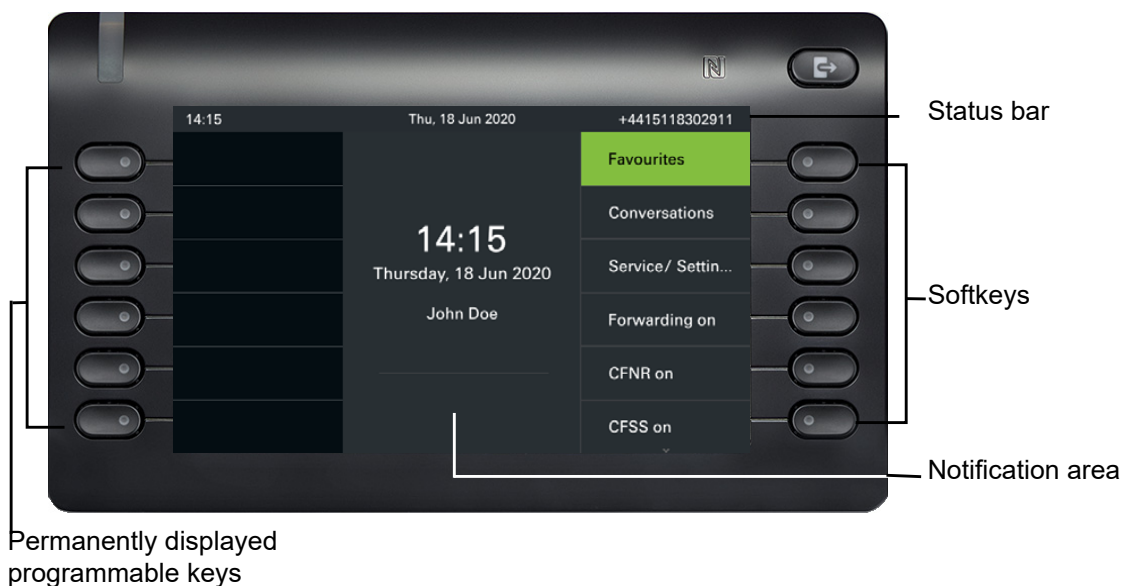 14:15 Thu, 18 Jun 2020 +4415118302911
Status bar
Favourites
Conversations
14:15
Thursday, 18 Jun 2020
Service/ Settin...
Softkeys
John Doe
Forwarding on
CFNR on
CFSS on
Notification area
Permanently displayed
programmable keys